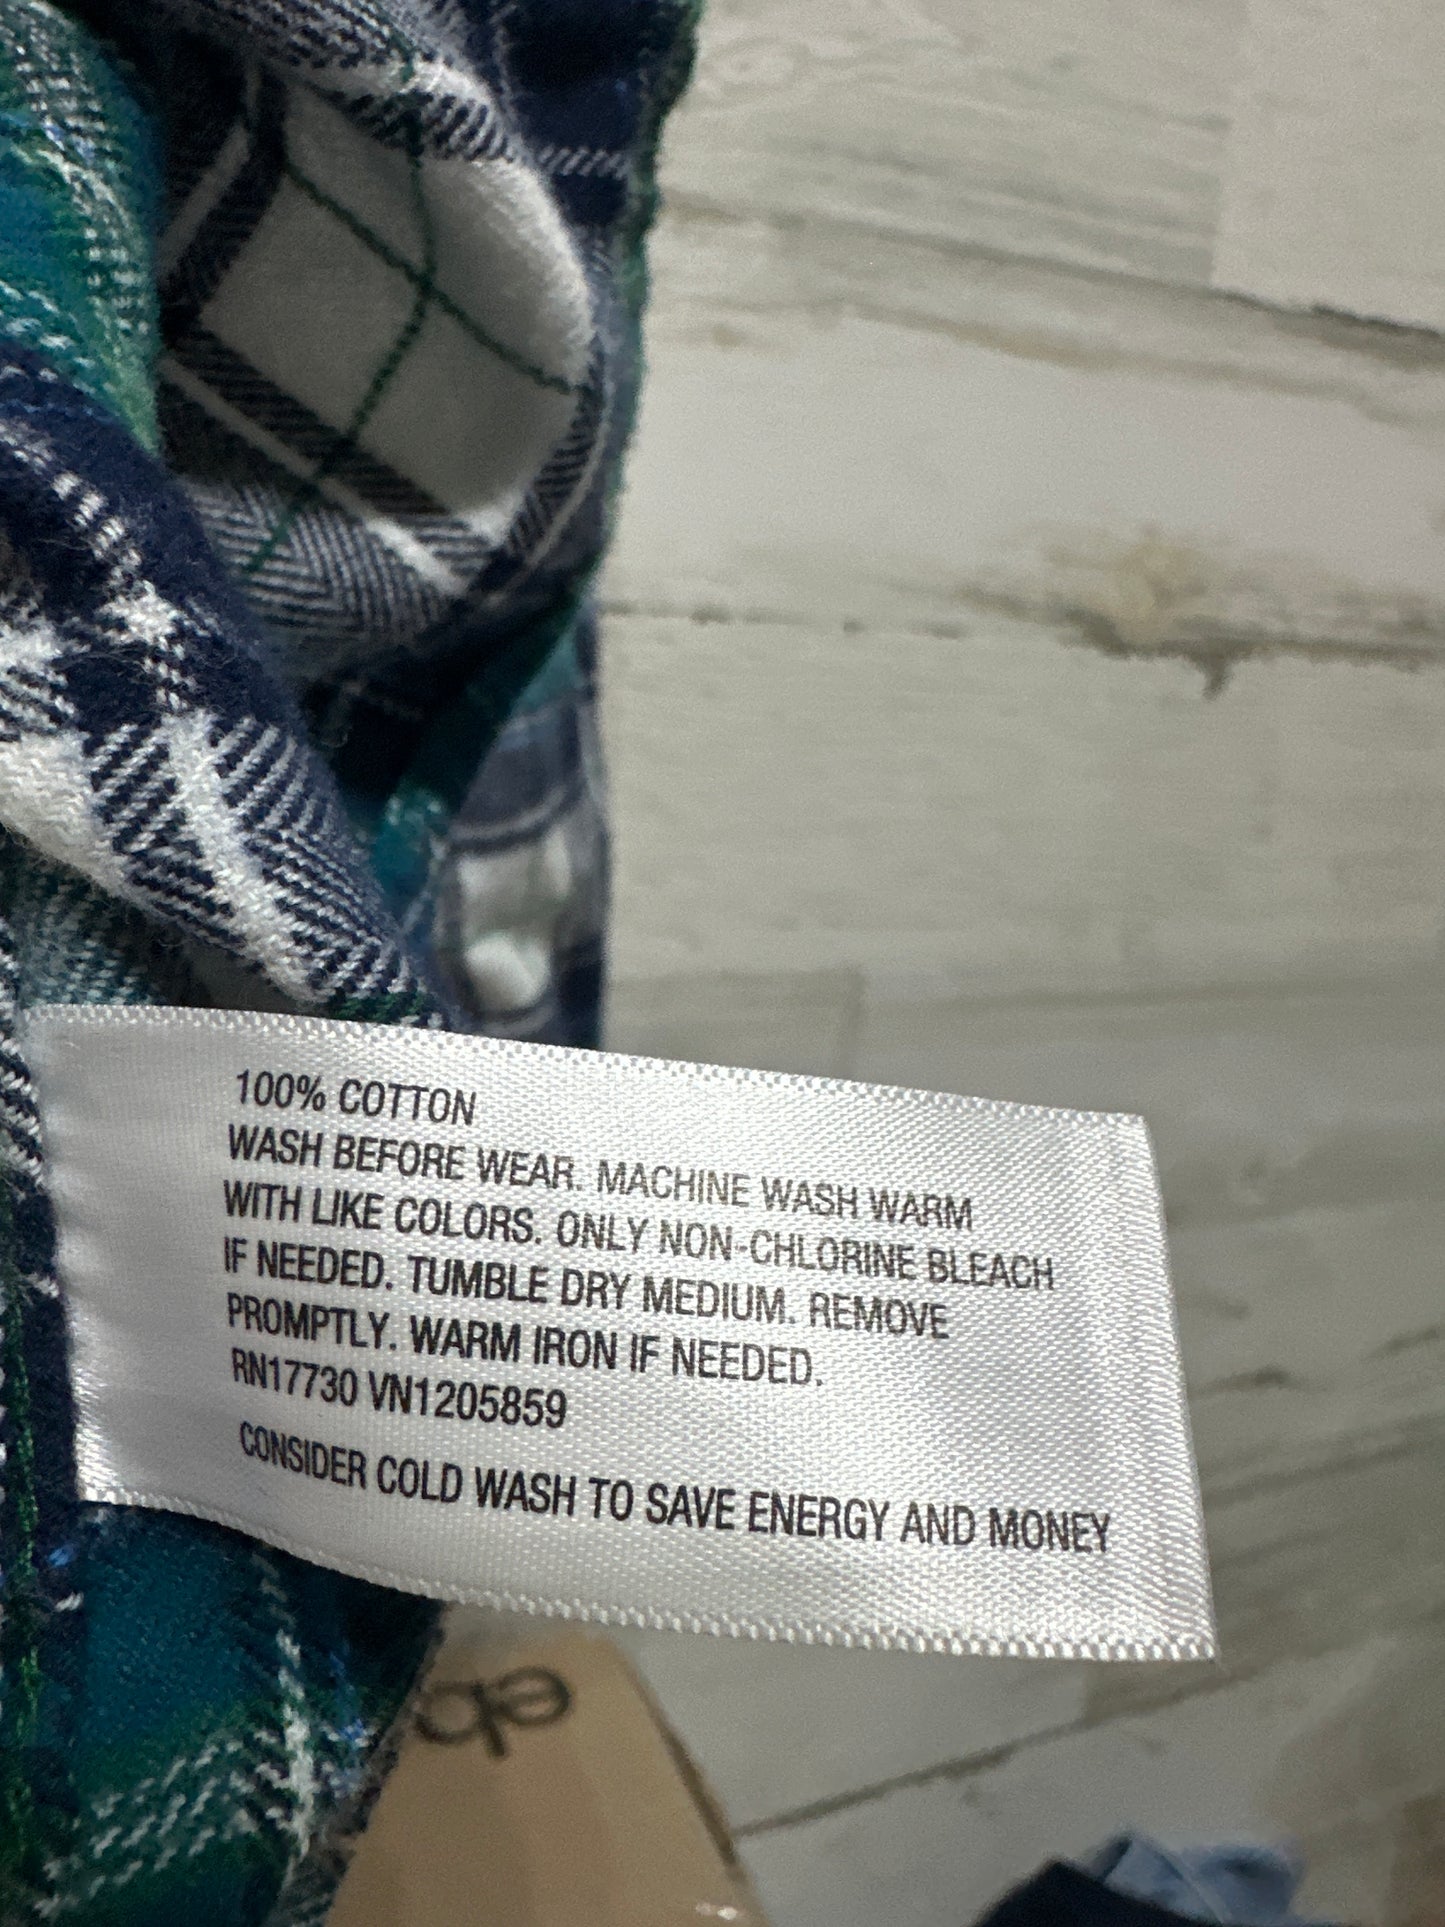 100% COTTON
WASH BEFORE WEAR. MACHINE WASH WARM
WITH LIKE COLORS. ONLY NON-CHLORINE BLEACH
IF NEEDED. TUMBLE DRY MEDIUM. REMOVE
PROMPTLY. WARM IRON IF NEEDED.
RN17730 VN1205859
CONSIDER COLD WASH TO SAVE ENERGY AND MONEY